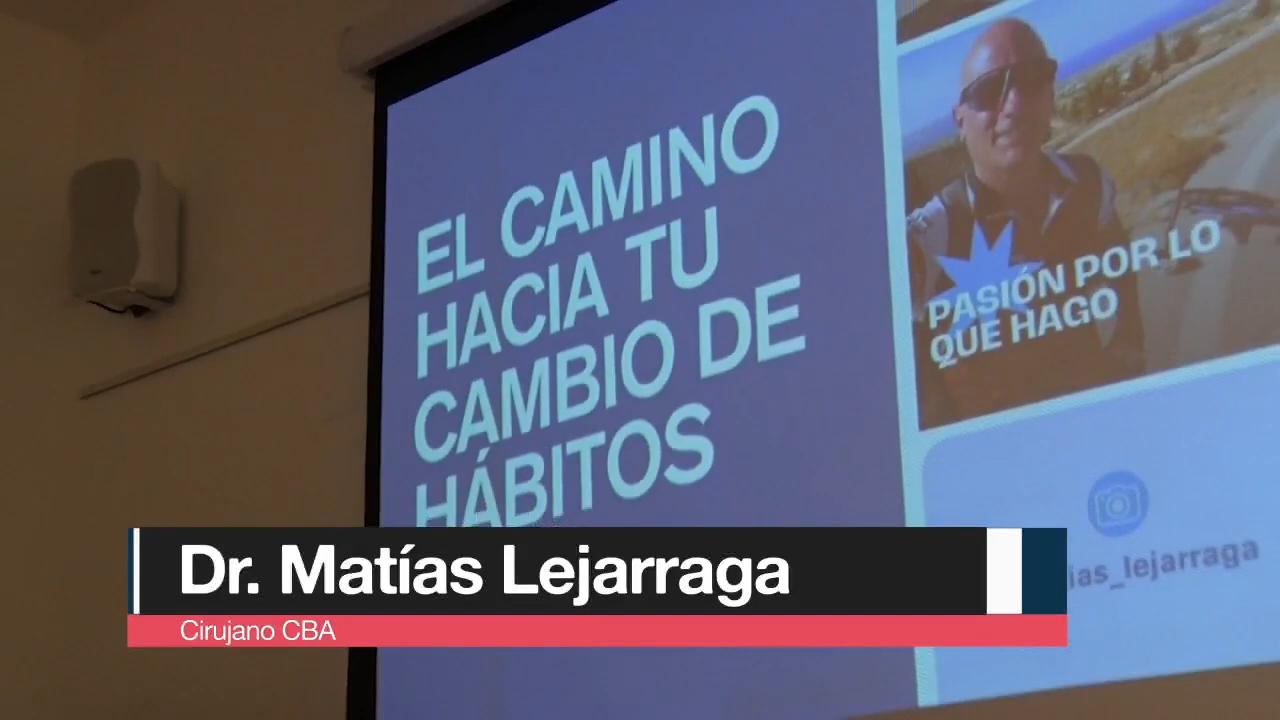 EL CAMINO
HACIA TU
CAMBIO DE
HÁBITOS
PASIÓN POR LO
QUE HAGO
ias_lejarraga
Dr. Matías Lejarraga
Cirujano CBA